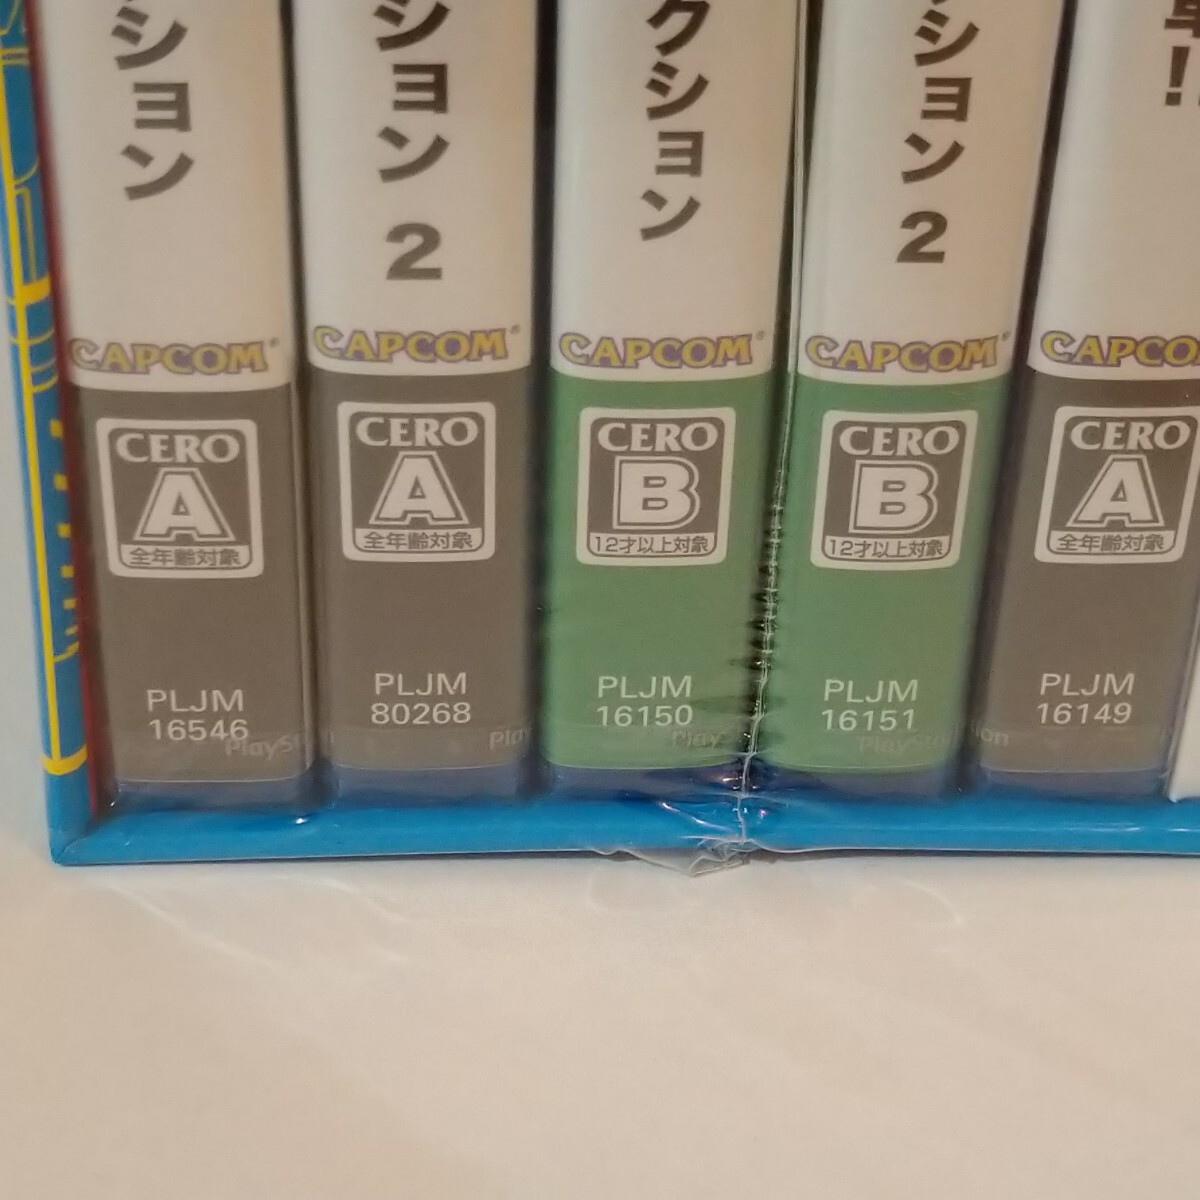 ション
CAPCOM
CERO
A
全年齢対象
PLJM
16546
PlayStation
ション 2
CAPCOM
CERO
A
全年齢対象
PLJM
80268
クション
CAPCOM
CERO
B
12才以上対象
PLJM
16150
ション 2
CAPCOM
CERO
B
12才以上対象
PLJM
16151
PlayStation
!!
CAPCO
CERO
A
全年齢対象
PLJM
16149